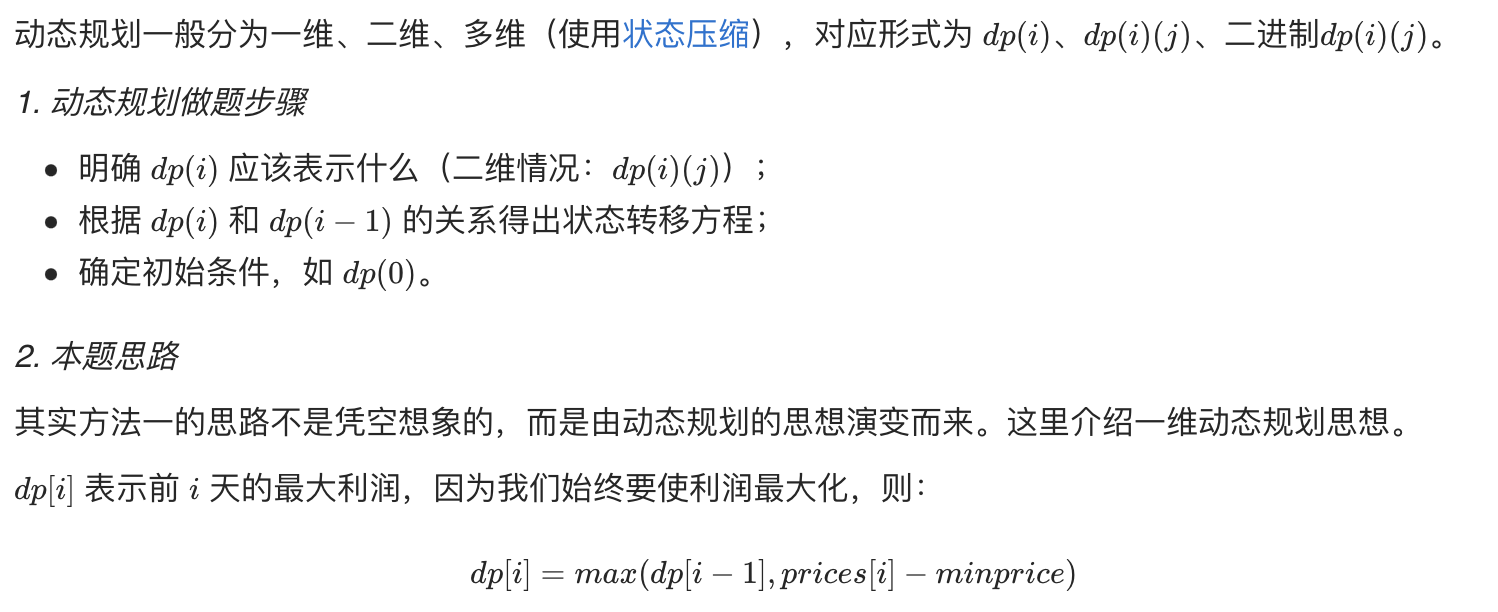 动态规划一般分为一维、二维、多维（使用状态压缩），对应形式为 dp(i)、dp(i)(j)、二进制dp(i)(j)。
1. 动态规划做题步骤
• 明确 dp(i) 应该表示什么（二维情况：dp(i)(j)）；
• 根据 dp(i) 和 dp(i − 1) 的关系得出状态转移方程；
• 确定初始条件，如 dp(0)。
2. 本题思路
其实方法一的思路不是凭空想象的，而是由动态规划的思想演变而来。这里介绍一维动态规划思想。
dp[i] 表示前 i 天的最大利润，因为我们始终要使利润最大化，则：
dp[i] = max(dp[i − 1], prices[i] − minprice)